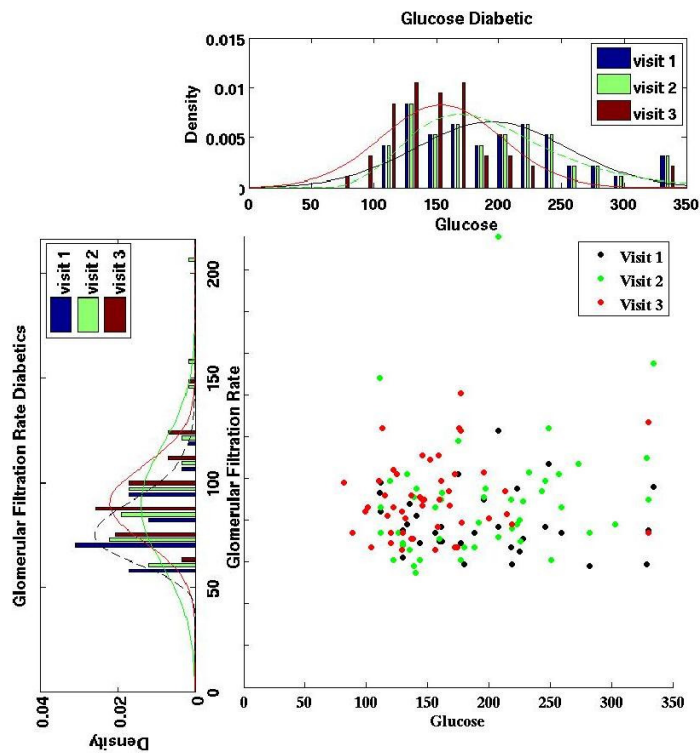 Glucose Diabetic
0.015
0.01
0.005
0
Density
visit 1
visit 2
visit 3
0 50 100 150 200 250 300 350
Glucose
visit 1
visit 2
visit 3
Glomerular Filtration Rate Diabetics
200
150
100
50
0
0.04 0.02 0
Density
Glomerular Filtration Rate
Visit 1
Visit 2
Visit 3
100 150 200 250 300 350
Glucose